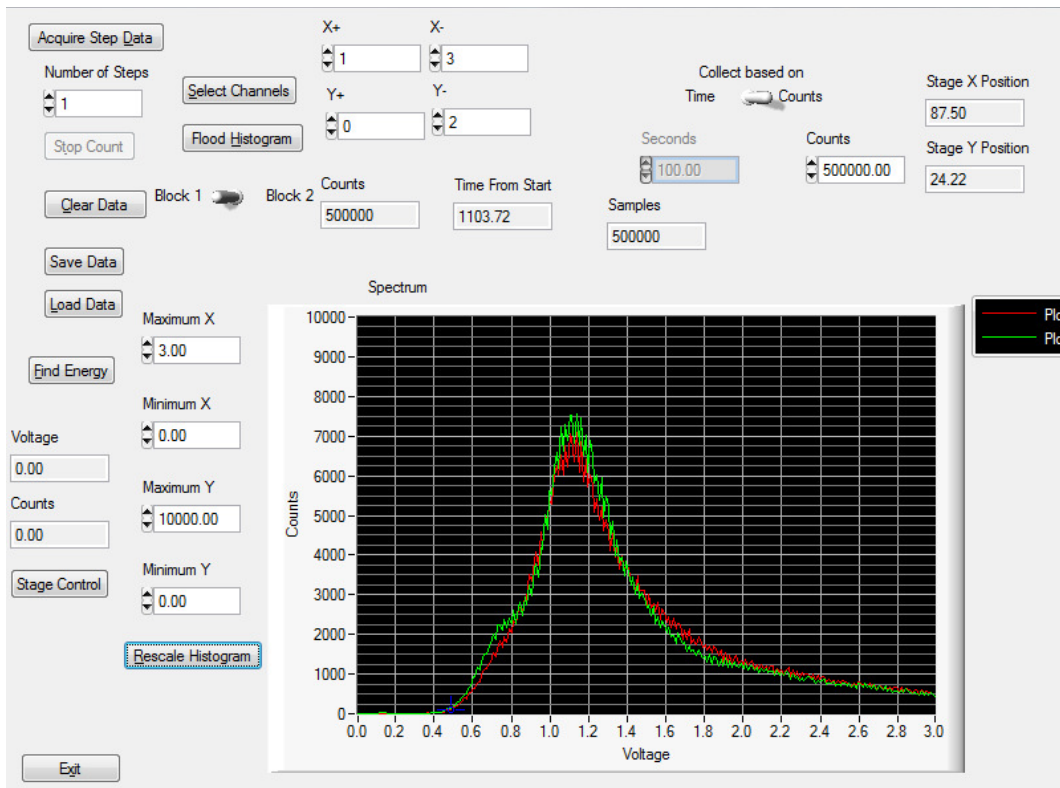 Acquire Step Data
X+
X-
1
3
Number of Steps
1
Select Channels
Y+
Y-
0
2
Collect based on
Time
Counts
Stage X Position
87.50
Stop Count
Flood Histogram
Seconds
100.00
Counts
500000.00
Stage Y Position
24.22
Clear Data
Block 1
Block 2
Counts
500000
Time From Start
1103.72
Samples
500000
Save Data
Load Data
Spectrum
Maximum X
3.00
Find Energy
Minimum X
0.00
Voltage
0.00
Counts
0.00
Maximum Y
10000.00
Stage Control
Minimum Y
0.00
Rescale Histogram
Exit
10000
9000
8000
7000
6000
5000
4000
3000
2000
1000
0
Counts
0.0 0.2 0.4 0.6 0.8 1.0 1.2 1.4 1.6 1.8 2.0 2.2 2.4 2.6 2.8 3.0
Voltage
Plo
Plo